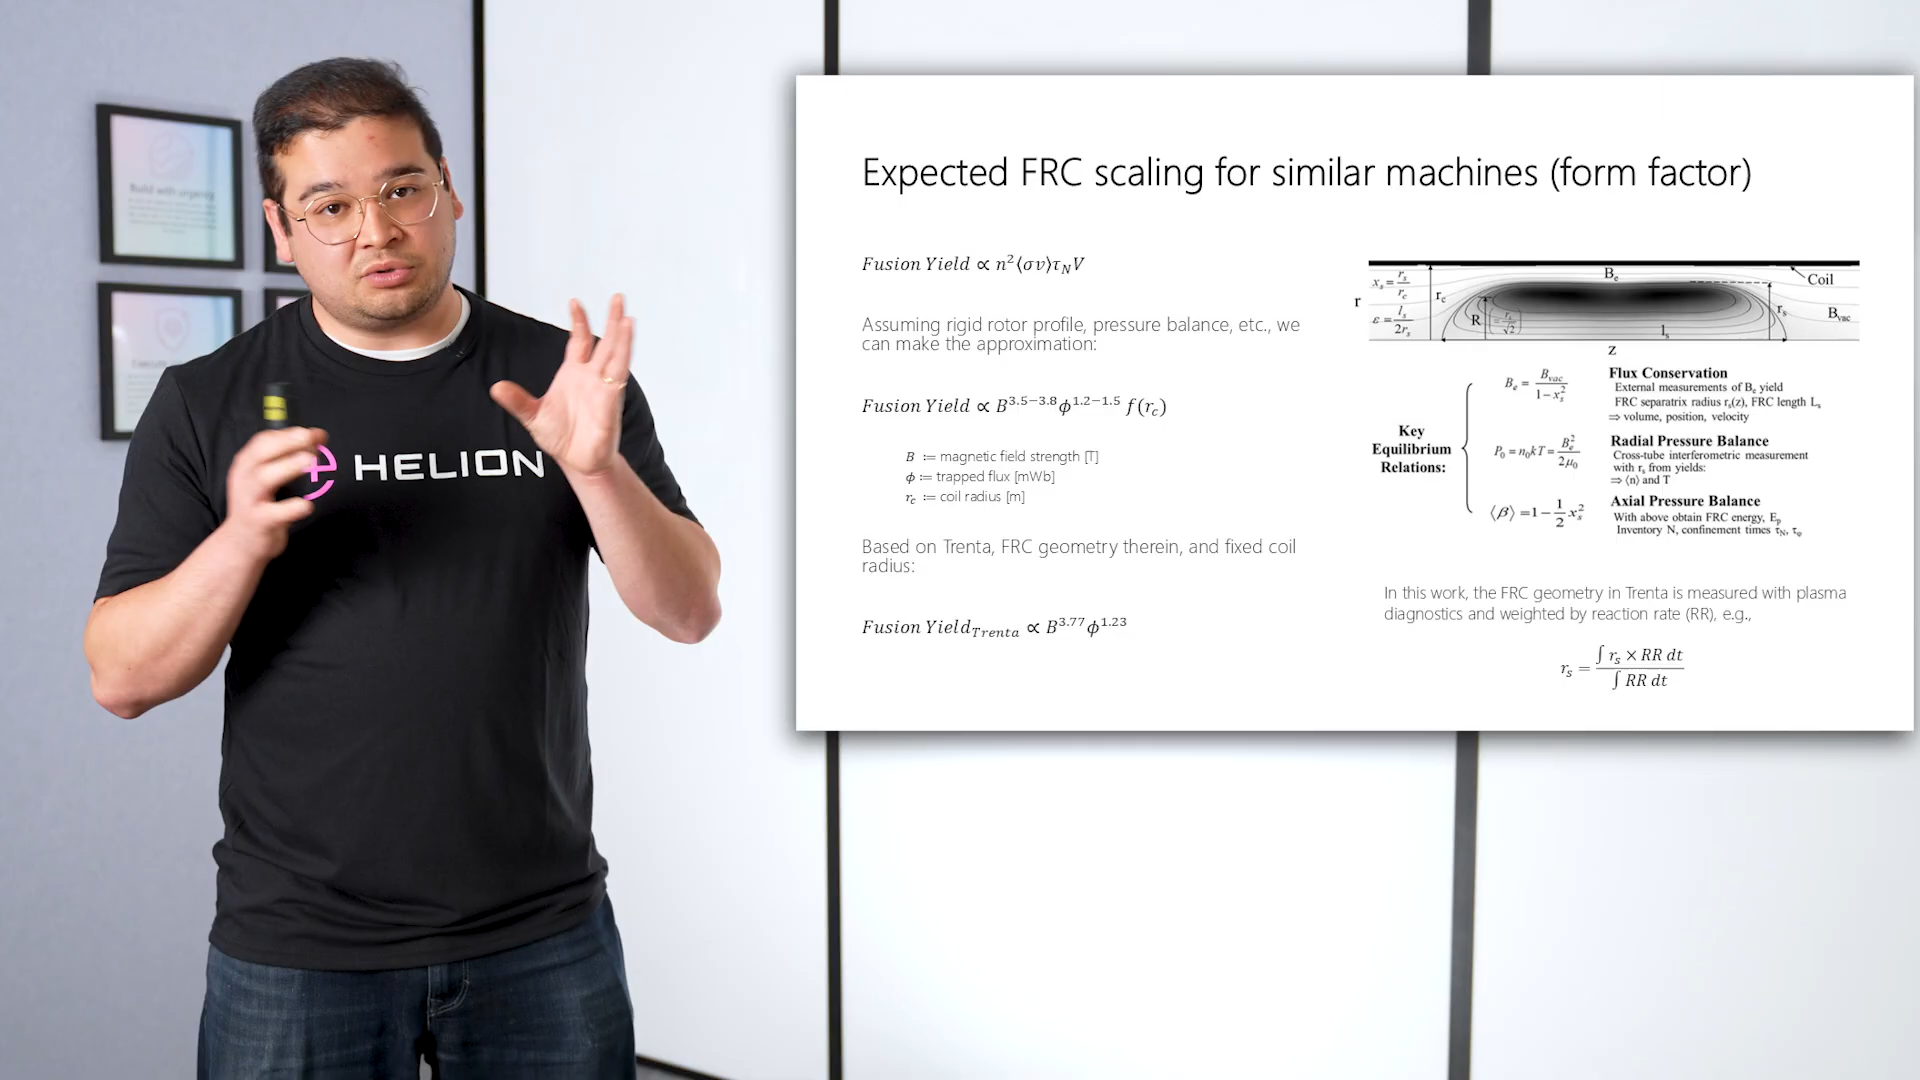 Build with urgency
HELION
Expected FRC scaling for similar machines (form factor)
Fusion Yield ∝ n²⟨σv⟩τ_N V
Assuming rigid rotor profile, pressure balance, etc., we
can make the approximation:
Fusion Yield ∝ B^3.5−3.8 ϕ^1.2−1.5 f(r_c)
B ≔ magnetic field strength [T]
ϕ ≔ trapped flux [mWb]
r_c ≔ coil radius [m]
Based on Trenta, FRC geometry therein, and fixed coil
radius:
Fusion Yield_Trenta ∝ B^3.77 ϕ^1.23
r
x_s = r_s / r_c
ε = l_s / 2r_s
r_c
R
= r_s / √2
B_e
Coil
r_s
B_vac
l_s
z
Key
Equilibrium
Relations:
B_e = B_vac / (1 − x_s²)
Flux Conservation
External measurements of B_e yield
FRC separatrix radius r_s(z), FRC length L_s
⇒ volume, position, velocity
P_0 = n_0 kT = B_e² / 2μ_0
Radial Pressure Balance
Cross-tube interferometric measurement
with r_s from yields:
⇒ ⟨n⟩ and T
⟨β⟩ = 1 − 1/2 x_s²
Axial Pressure Balance
With above obtain FRC energy, E_p
Inventory N, confinement times τ_N, τ_φ
In this work, the FRC geometry in Trenta is measured with plasma
diagnostics and weighted by reaction rate (RR), e.g.,
r_s = ∫ r_s × RR dt / ∫ RR dt